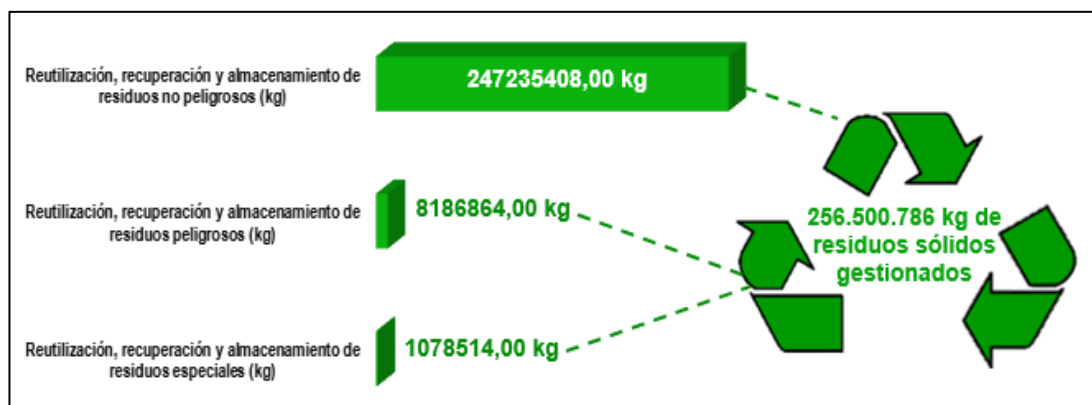 Reutilización, recuperación y almacenamiento de
residuos no peligrosos (kg)
247235408,00 kg
Reutilización, recuperación y almacenamiento de
residuos peligrosos (kg)
8186864,00 kg
Reutilización, recuperación y almacenamiento de
residuos especiales (kg)
1078514,00 kg
256.500.786 kg de
residuos sólidos
gestionados